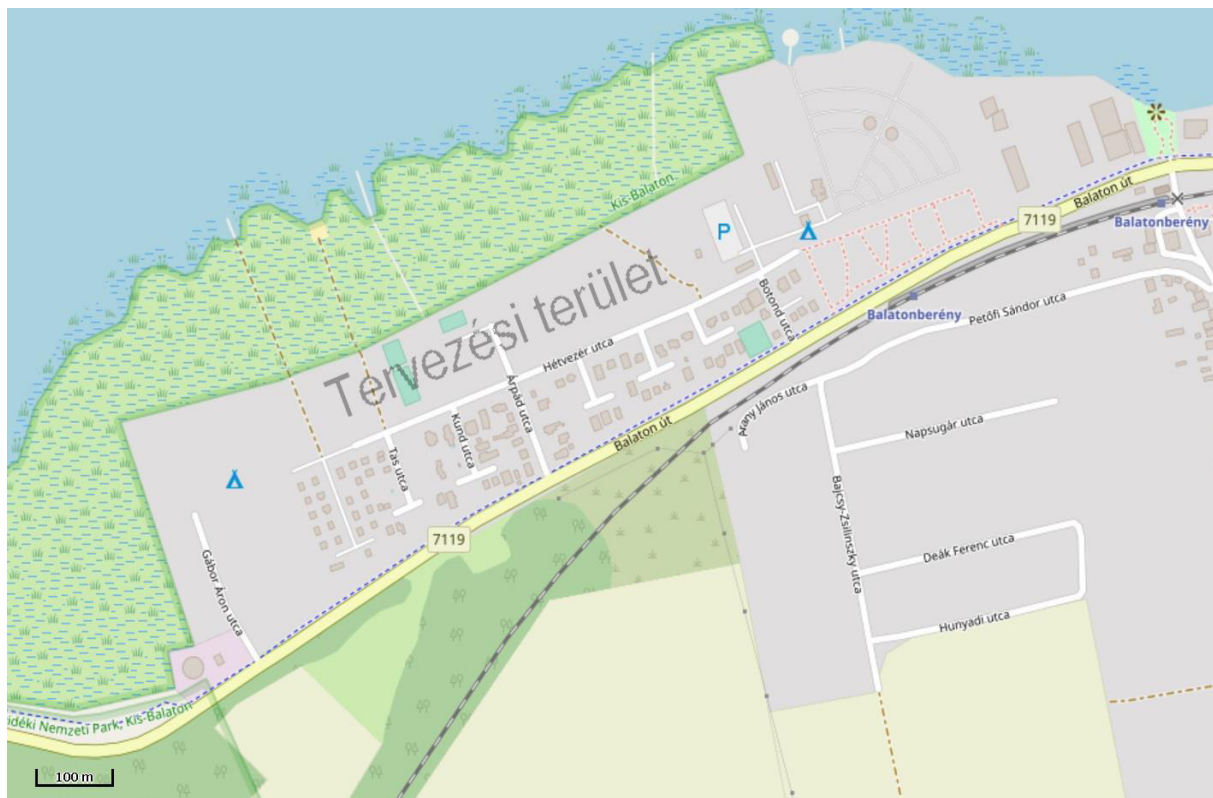 Kis-Balaton
P
7119
Balaton út
Balatonberény
Balatonberény
Tervezési terület
Botond utca
Petőfi Sándor utca
Hétvezér utca
Árpád utca
Arany János utca
Kund utca
Balaton út
Napsugár utca
Tas utca
Bajcsy-Zsilinszky utca
7119
Deák Ferenc utca
Gábor Áron utca
Hunyadi utca
idéki Nemzeti Park, Kis-Balaton
100 m